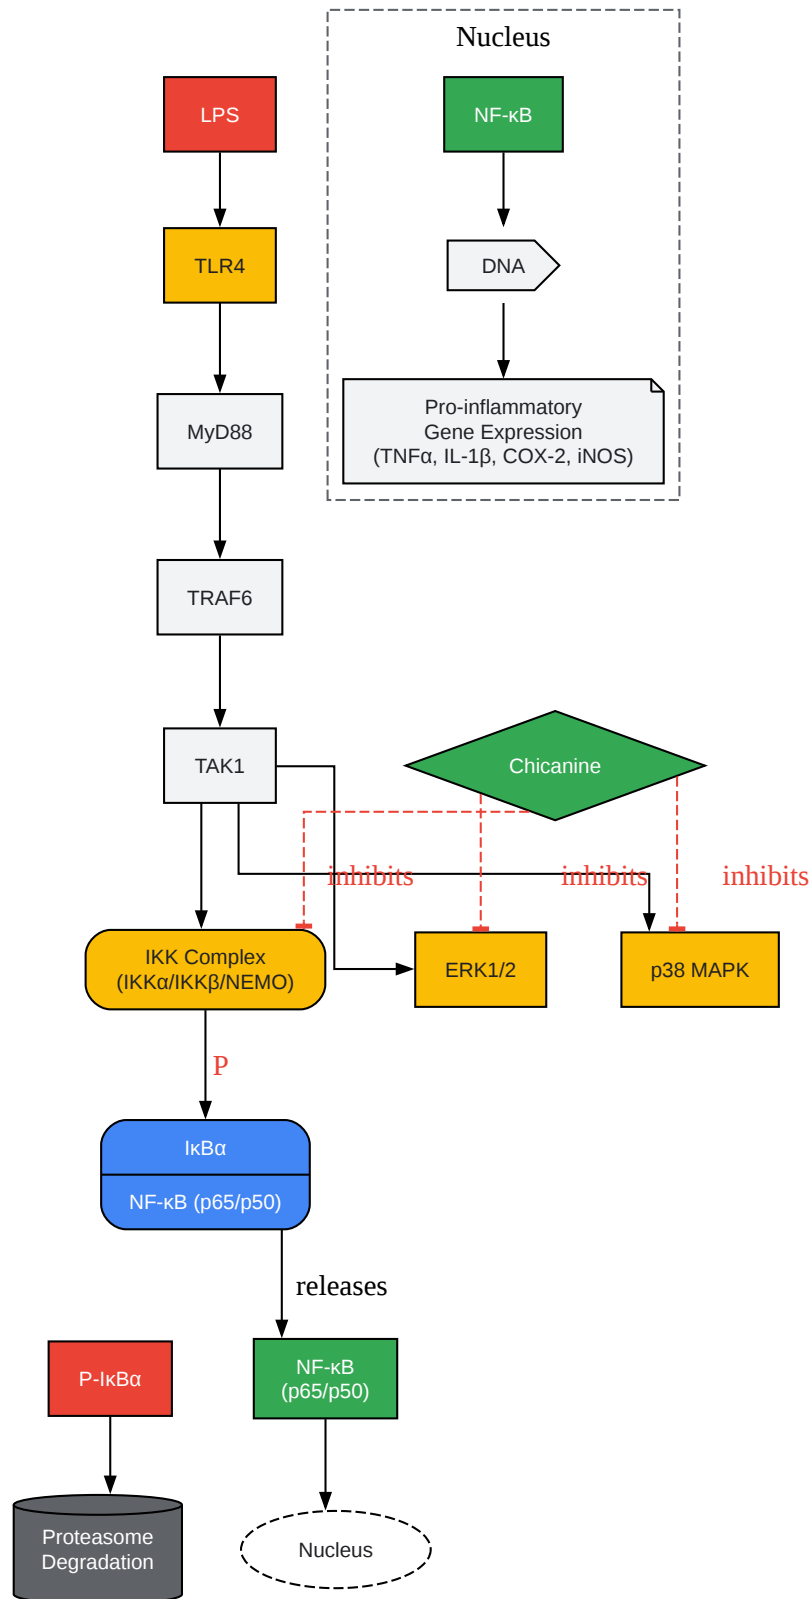 Nucleus
LPS
NF-κB
TLR4
DNA
MyD88
Pro-inflammatory
Gene Expression
(TNFα, IL-1β, COX-2, iNOS)
TRAF6
TAK1
Chicanine
inhibits
inhibits
inhibits
IKK Complex
(IKKα/IKKβ/NEMO)
ERK1/2
p38 MAPK
P
IκBα
NF-κB (p65/p50)
releases
P-IκBα
NF-κB
(p65/p50)
Proteasome
Degradation
Nucleus